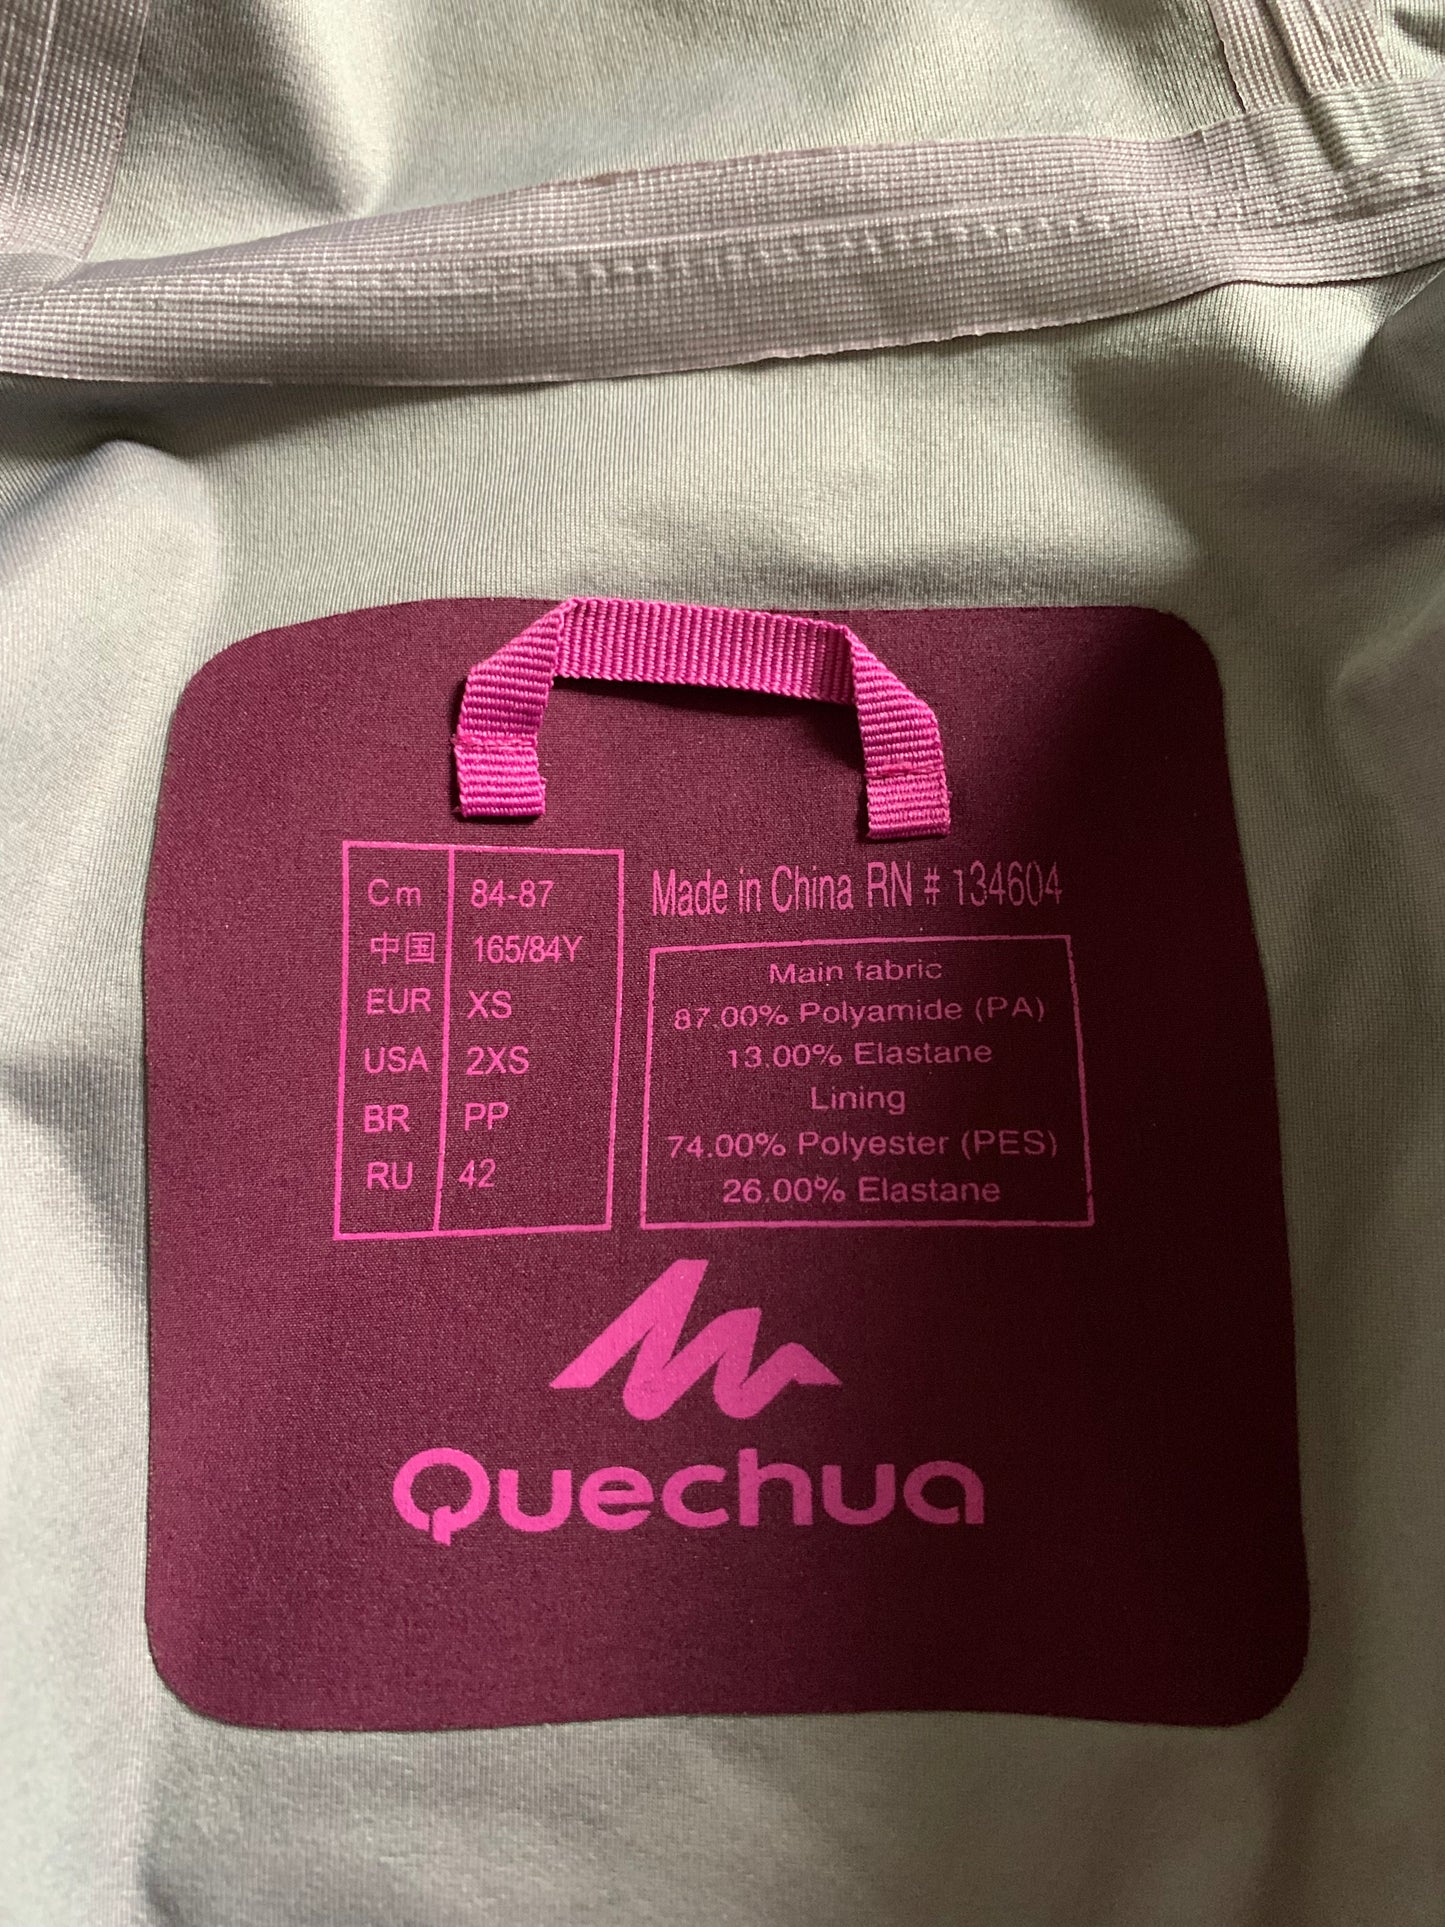 Cm 84-87
中国 165/84Y
EUR XS
USA 2XS
BR PP
RU 42
Made in China RN # 134604
Main fabric
87.00% Polyamide (PA)
13.00% Elastane
Lining
74.00% Polyester (PES)
26.00% Elastane
Quechua